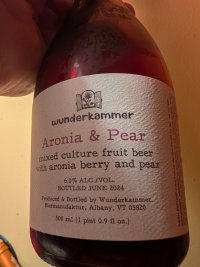 wunderkammer
Aronia & Pear
mixed culture fruit beer
with aronia berry and pear
6.0% ALC./VOL.
BOTTLED JUNE 2024
Produced & Bottled by Wunderkammer
Biermanufaktur, Albany, VT 05820
500 ml (1 pint 0.9 fl oz.)